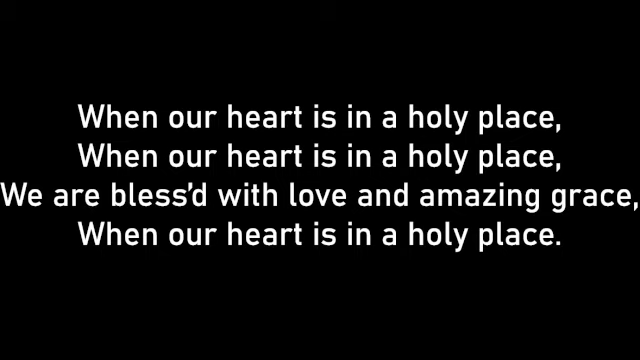 When our heart is in a holy place,
When our heart is in a holy place,
We are bless’d with love and amazing grace,
When our heart is in a holy place.